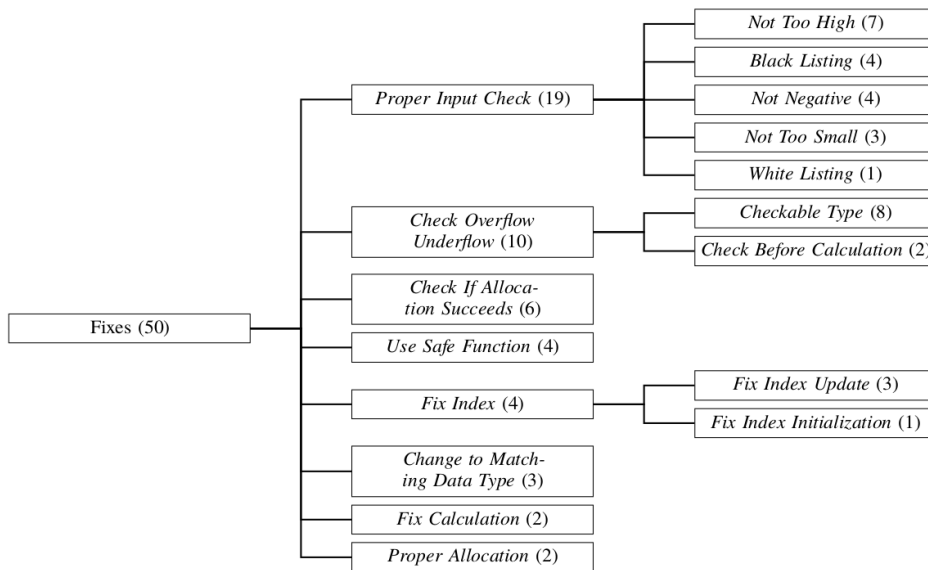 Fixes (50)
Proper Input Check (19)
Not Too High (7)
Black Listing (4)
Not Negative (4)
Not Too Small (3)
White Listing (1)
Check Overflow
Underflow (10)
Checkable Type (8)
Check Before Calculation (2)
Check If Alloca-
tion Succeeds (6)
Use Safe Function (4)
Fix Index (4)
Fix Index Update (3)
Fix Index Initialization (1)
Change to Match-
ing Data Type (3)
Fix Calculation (2)
Proper Allocation (2)